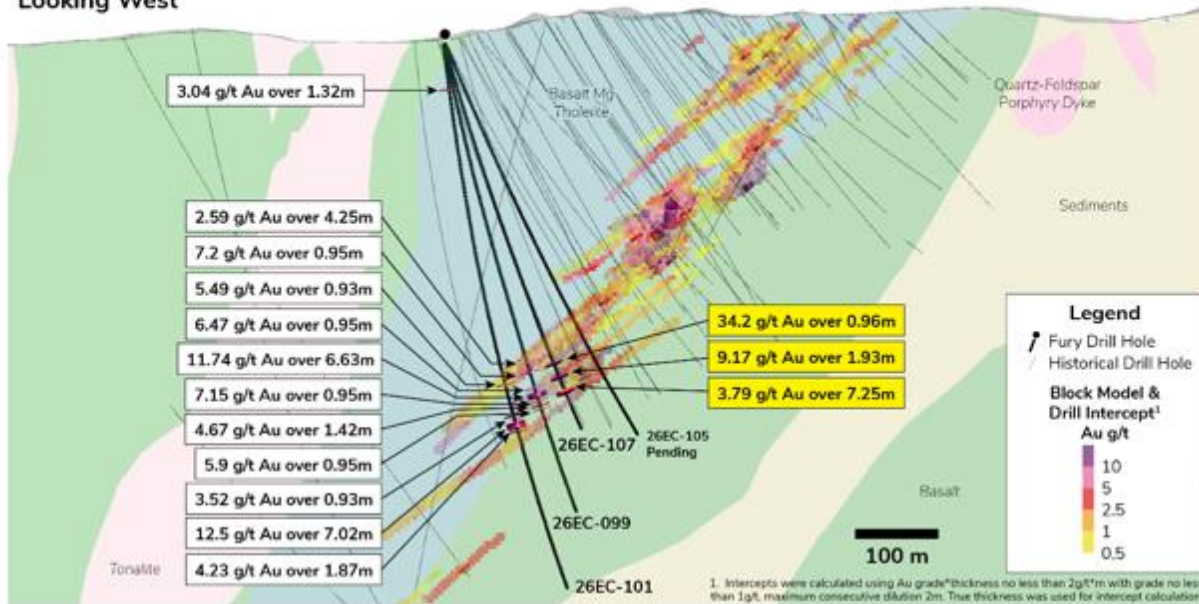 Looking West
3.04 g/t Au over 1.32m
Basalt Mg
Tholeiite
Quartz-Foldspar
Porphyry Dyke
Sediments
2.59 g/t Au over 4.25m
7.2 g/t Au over 0.95m
5.49 g/t Au over 0.93m
6.47 g/t Au over 0.95m
11.74 g/t Au over 6.63m
7.15 g/t Au over 0.95m
4.67 g/t Au over 1.42m
5.9 g/t Au over 0.95m
3.52 g/t Au over 0.93m
12.5 g/t Au over 7.02m
4.23 g/t Au over 1.87m
34.2 g/t Au over 0.96m
9.17 g/t Au over 1.93m
3.79 g/t Au over 7.25m
26EC-107
26EC-105
Pending
26EC-099
26EC-101
Tonalite
Basalt
100 m
Legend
Fury Drill Hole
Historical Drill Hole
Block Model &
Drill Intercept¹
Au g/t
10
5
2.5
1
0.5
1. Intercepts were calculated using Au grade*thickness no less than 2g/t*m with grade no less
than 1g/t, maximum consecutive dilution 2m. True thickness was used for intercept calculation